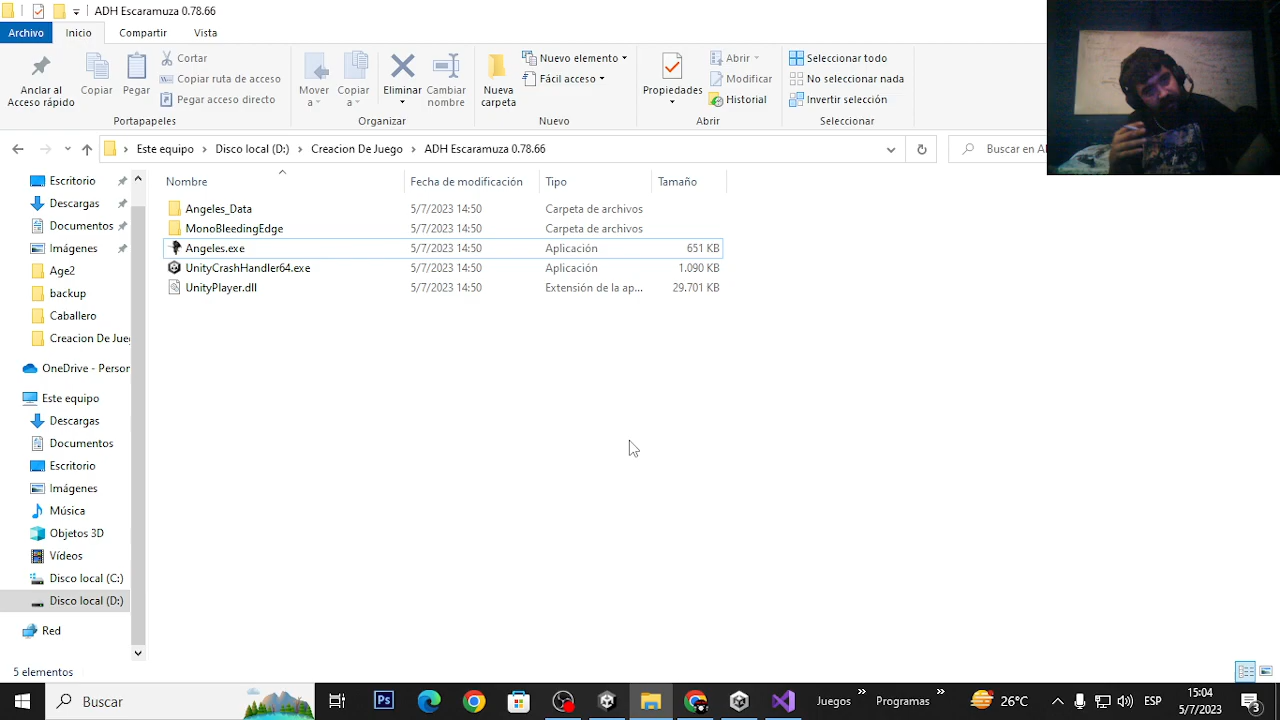 ADH Escaramuza 0.78.66
Archivo Inicio Compartir Vista
Anclar al Acceso rápido
Copiar
Pegar
Cortar
Copiar ruta de acceso
Pegar acceso directo
Portapapeles
Mover a
Copiar a
Eliminar
Cambiar nombre
Organizar
Nueva carpeta
Nuevo elemento
Fácil acceso
Nuevo
Propiedades
Abrir
Modificar
Historial
Abrir
Seleccionar todo
No seleccionar nada
Invertir selección
Seleccionar
Este equipo > Disco local (D:) > Creacion De Juego > ADH Escaramuza 0.78.66
Buscar en A
Nombre Fecha de modificación Tipo Tamaño
Angeles_Data 5/7/2023 14:50 Carpeta de archivos
MonoBleedingEdge 5/7/2023 14:50 Carpeta de archivos
Angeles.exe 5/7/2023 14:50 Aplicación 651 KB
UnityCrashHandler64.exe 5/7/2023 14:50 Aplicación 1.090 KB
UnityPlayer.dll 5/7/2023 14:50 Extensión de la ap... 29.701 KB
Escritorio
Descargas
Documentos
Imágenes
Age2
backup
Caballero
Creacion De Jueg
OneDrive - Person
Este equipo
Descargas
Documentos
Escritorio
Imágenes
Música
Objetos 3D
Vídeos
Disco local (C:)
Disco local (D:)
Red
5 elementos
Buscar
Ps
Juegos
Programas
26°C
ESP
15:04
5/7/2023
3